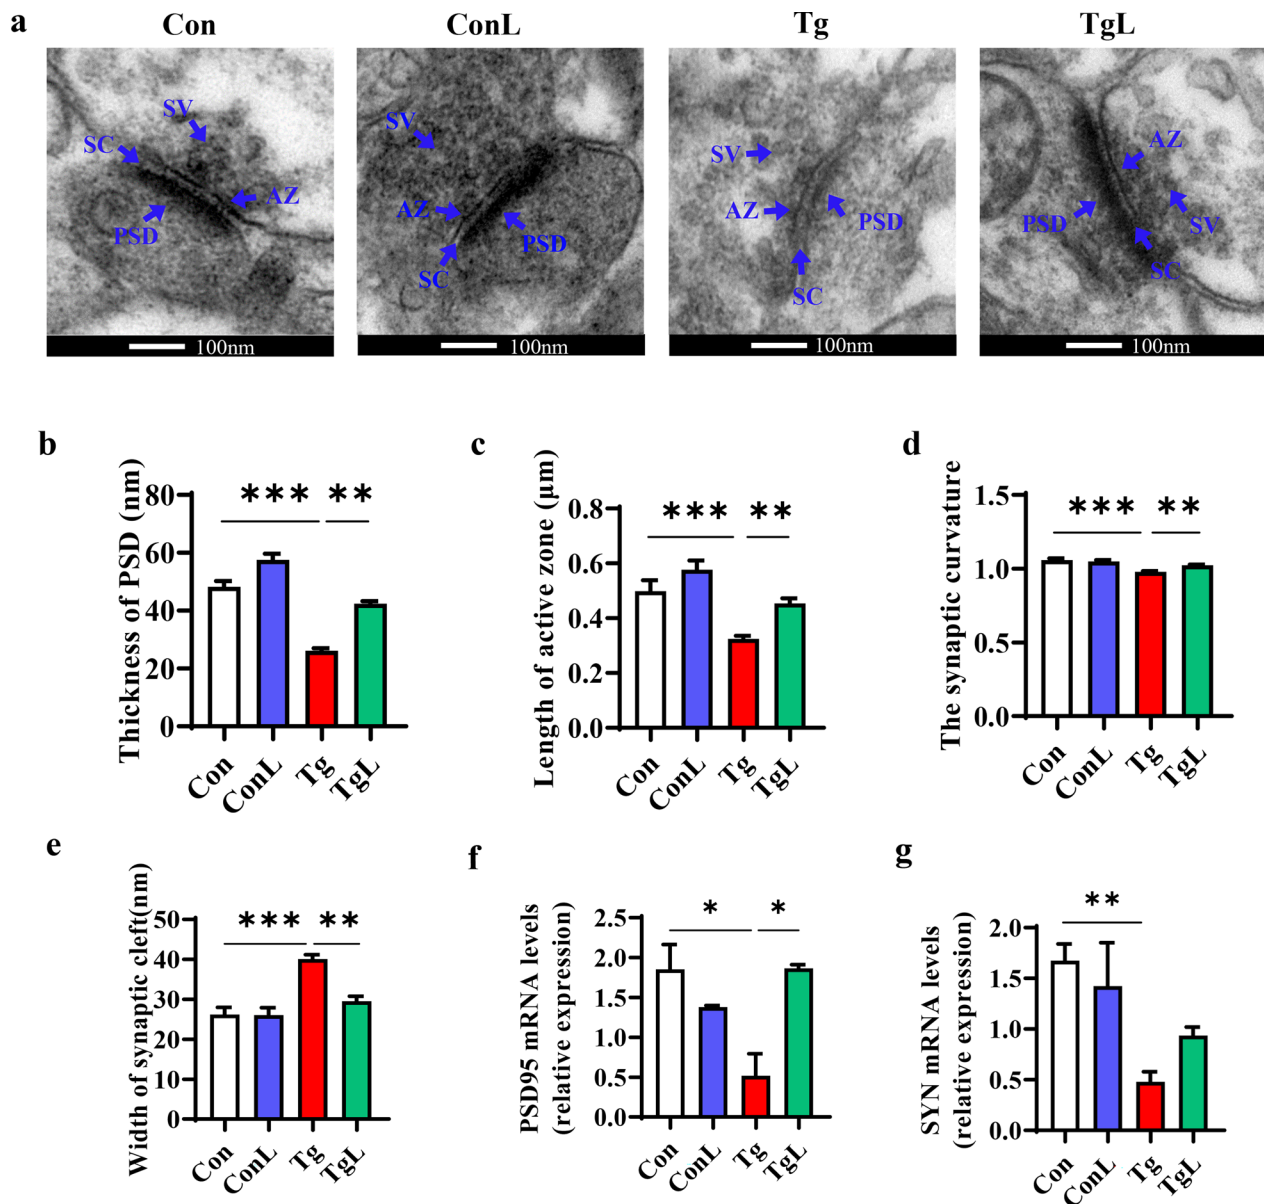 a
Con
ConL
Tg
TgL
SV
SC
AZ
PSD
100nm
SV
AZ
PSD
SC
100nm
SV
AZ
PSD
SC
100nm
AZ
PSD
SV
SC
100nm
b
Thickness of PSD (nm)
80
60
40
20
0
*** **
Con
ConL
Tg
TgL
c
Length of active zone (μm)
0.8
0.6
0.4
0.2
0.0
*** **
Con
ConL
Tg
TgL
d
The synaptic curvature
1.5
1.0
0.5
0.0
*** **
Con
ConL
Tg
TgL
e
Width of synaptic cleft(nm)
50
40
30
20
10
0
*** **
Con
ConL
Tg
TgL
f
PSD95 mRNA levels
(relative expression)
2.5
2.0
1.5
1.0
0.5
0.0
* *
Con
ConL
Tg
TgL
g
SYN mRNA levels
(relative expression)
2.0
1.5
1.0
0.5
0.0
**
Con
ConL
Tg
TgL